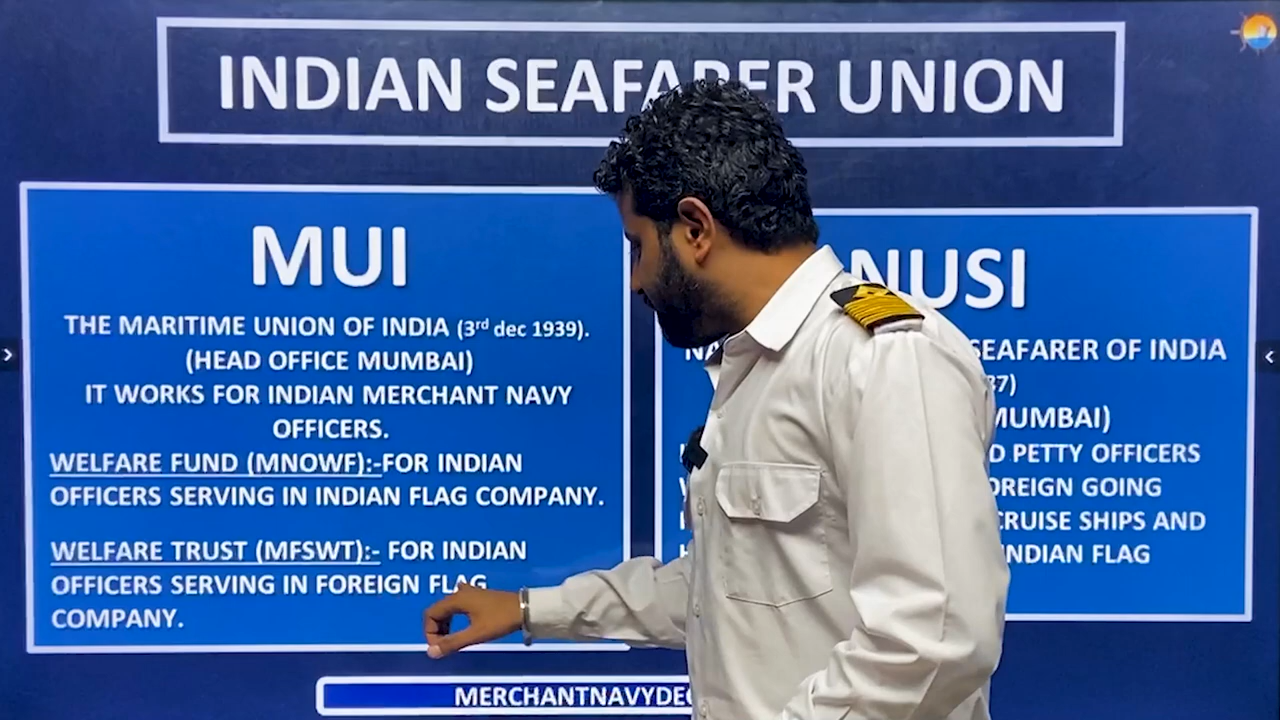 INDIAN SEAFARER UNION
MUI
THE MARITIME UNION OF INDIA (3rd dec 1939).
(HEAD OFFICE MUMBAI)
IT WORKS FOR INDIAN MERCHANT NAVY
OFFICERS.
WELFARE FUND (MNOWF):-FOR INDIAN
OFFICERS SERVING IN INDIAN FLAG COMPANY.
WELFARE TRUST (MFSWT):- FOR INDIAN
OFFICERS SERVING IN FOREIGN FLAG
COMPANY.
NUSI
SEAFARER OF INDIA
MUMBAI)
PETTY OFFICERS
GOING
CRUISE SHIPS AND
INDIAN FLAG